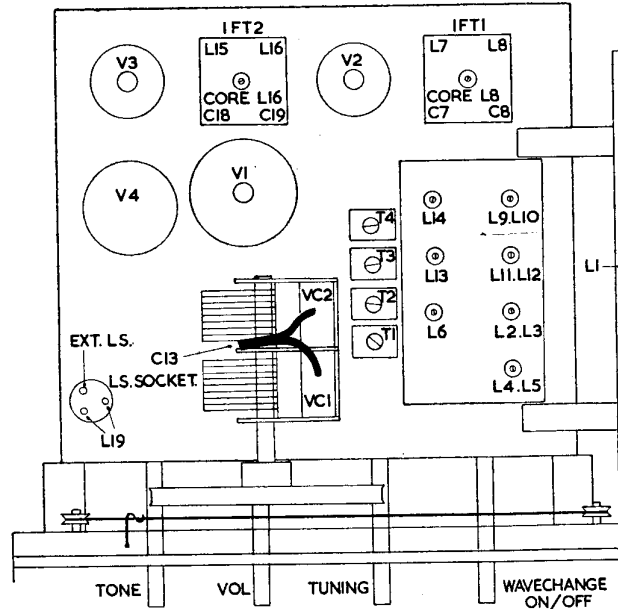 IFT2
IFT1
V3
L15 L16
CORE L16
C18 C19
V2
L7 L8
CORE L8
C7 C8
V4
V1
T4
T3
T2
T1
L14
L9.L10
L13
L11.L12
L6
L2.L3
L4.L5
L1
VC2
C13
VC1
EXT. L.S.
L.S. SOCKET.
L19
TONE
VOL
TUNING
WAVECHANGE
ON/OFF